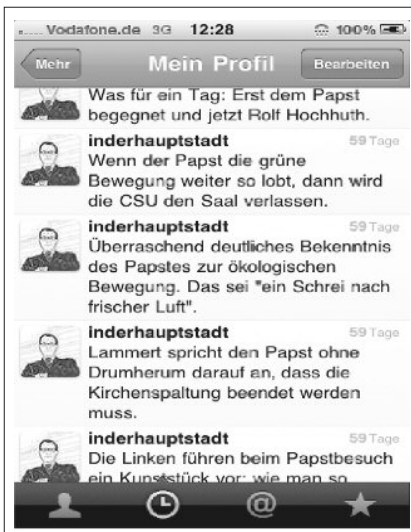 Vodafone.de 3G 12:28 100%
Mehr Mein Profil Bearbeiten
Was für ein Tag: Erst dem Papst
begegnet und jetzt Rolf Hochhuth.
inderhauptstadt 59 Tage
Wenn der Papst die grüne
Bewegung weiter so lobt, dann wird
die CSU den Saal verlassen.
inderhauptstadt 59 Tage
Überraschend deutliches Bekenntnis
des Papstes zur ökologischen
Bewegung. Das sei "ein Schrei nach
frischer Luft".
inderhauptstadt 59 Tage
Lammert spricht den Papst ohne
Drumherum darauf an, dass die
Kirchenspaltung beendet werden
muss.
inderhauptstadt 59 Tage
Die Linken führen beim Papstbesuch
ein Kunststück vor: wie man so
@